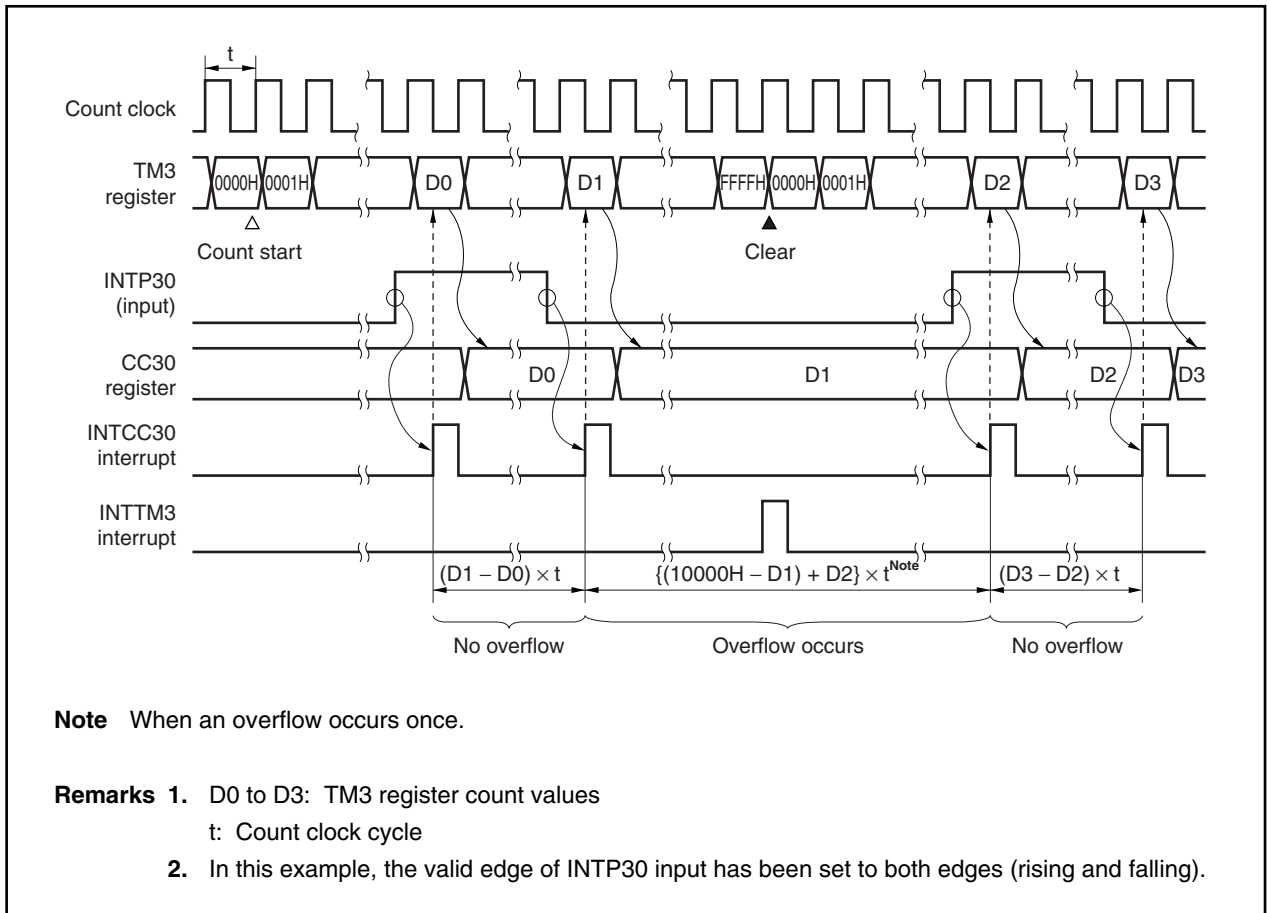 t
Count clock
TM3
register
0000H 0001H D0 D1 FFFFH 0000H 0001H D2 D3
Count start
Clear
INTP30
(input)
CC30
register
D0 D1 D2 D3
INTCC30
interrupt
INTTM3
interrupt
(D1 − D0) × t {(10000H − D1) + D2} × t Note (D3 − D2) × t
No overflow Overflow occurs No overflow
Note When an overflow occurs once.
Remarks 1. D0 to D3: TM3 register count values
t: Count clock cycle
2. In this example, the valid edge of INTP30 input has been set to both edges (rising and falling).